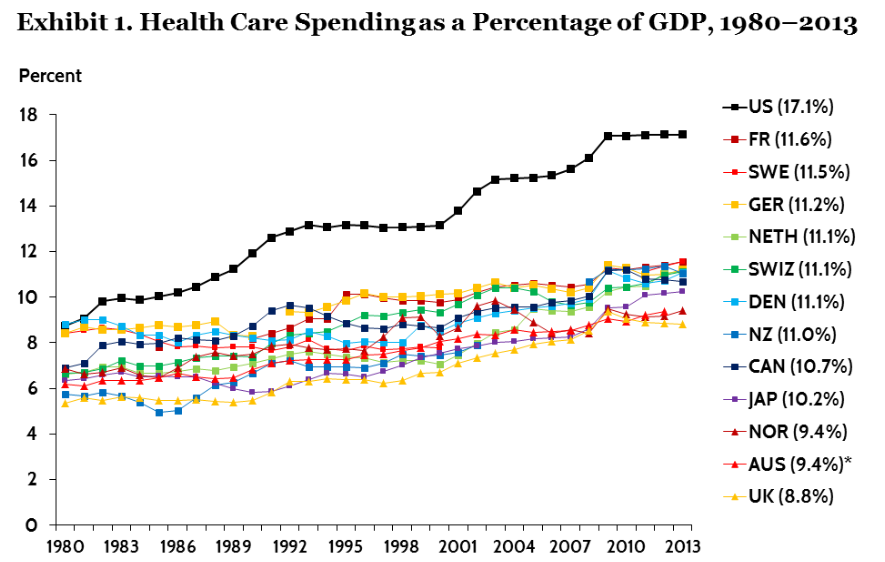 Exhibit 1. Health Care Spending as a Percentage of GDP, 1980–2013
Percent
18
16
14
12
10
8
6
4
2
0
1980 1983 1986 1989 1992 1995 1998 2001 2004 2007 2010 2013
US (17.1%)
FR (11.6%)
SWE (11.5%)
GER (11.2%)
NETH (11.1%)
SWIZ (11.1%)
DEN (11.1%)
NZ (11.0%)
CAN (10.7%)
JAP (10.2%)
NOR (9.4%)
AUS (9.4%)*
UK (8.8%)